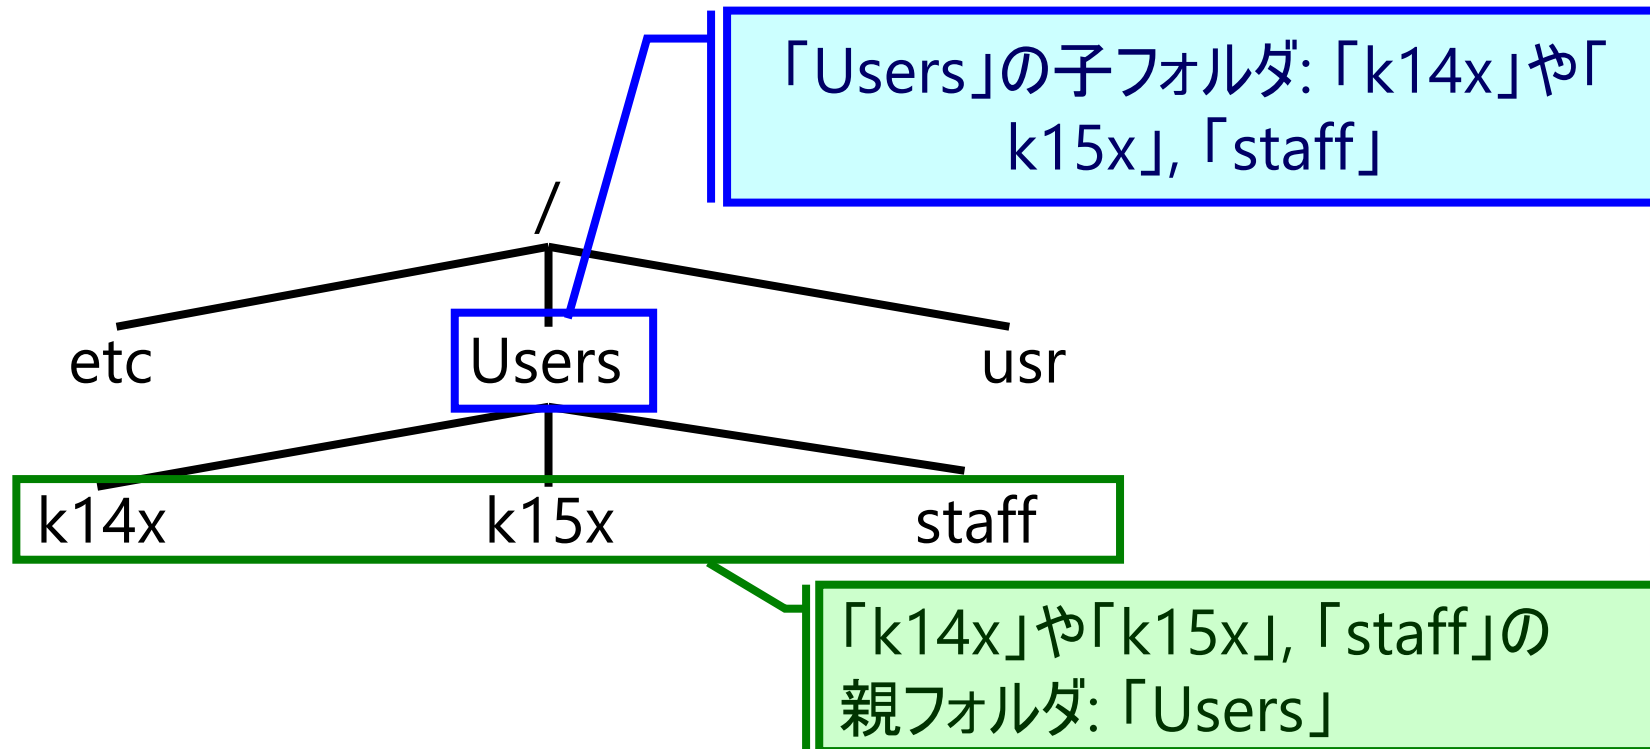 「Users」の子フォルダ: 「k14x」や「
k15x」, 「staff」
/
etc Users usr
k14x k15x staff
「k14x」や「k15x」, 「staff」の
親フォルダ: 「Users」